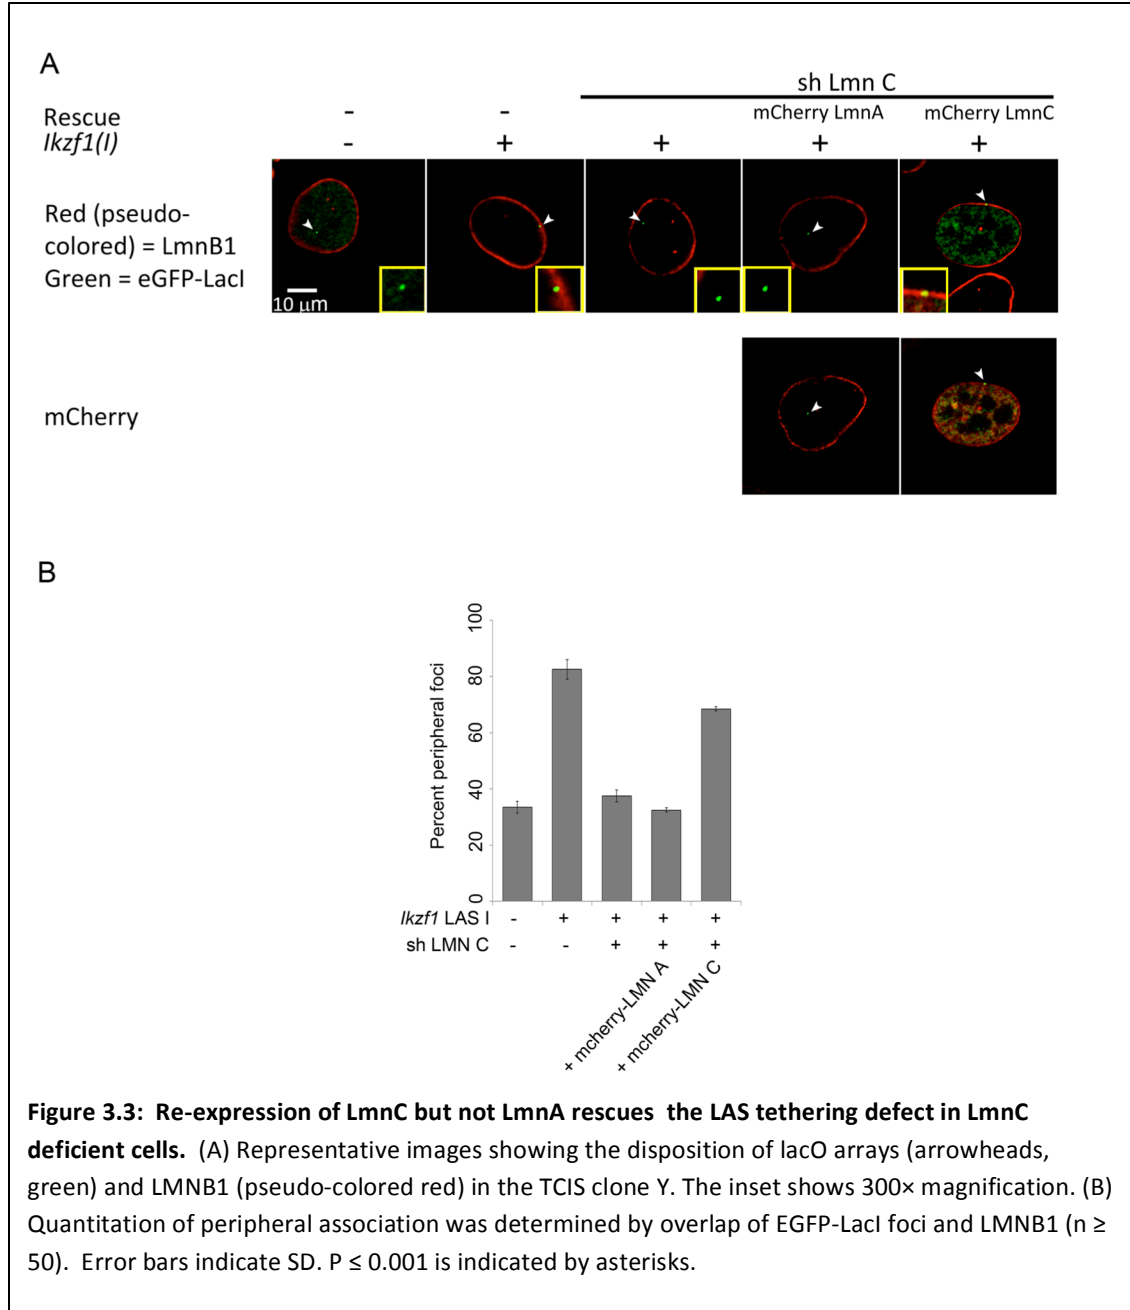 A
sh Lmn C
Rescue - - mCherry LmnA mCherry LmnC
Ikzf1(I) - + + + +
Red (pseudo-
colored) = LmnB1
Green = eGFP-LacI
10 µm
mCherry
B
Percent peripheral foci
100
80
60
40
20
0
Ikzf1 LAS I - + + + +
sh LMN C - - + + +
+ mcherry-LMN A
+ mcherry-LMN C
Figure 3.3: Re-expression of LmnC but not LmnA rescues the LAS tethering defect in LmnC
deficient cells. (A) Representative images showing the disposition of lacO arrays (arrowheads,
green) and LMNB1 (pseudo-colored red) in the TCIS clone Y. The inset shows 300× magnification. (B)
Quantitation of peripheral association was determined by overlap of EGFP-LacI foci and LMNB1 (n ≥
50). Error bars indicate SD. P ≤ 0.001 is indicated by asterisks.